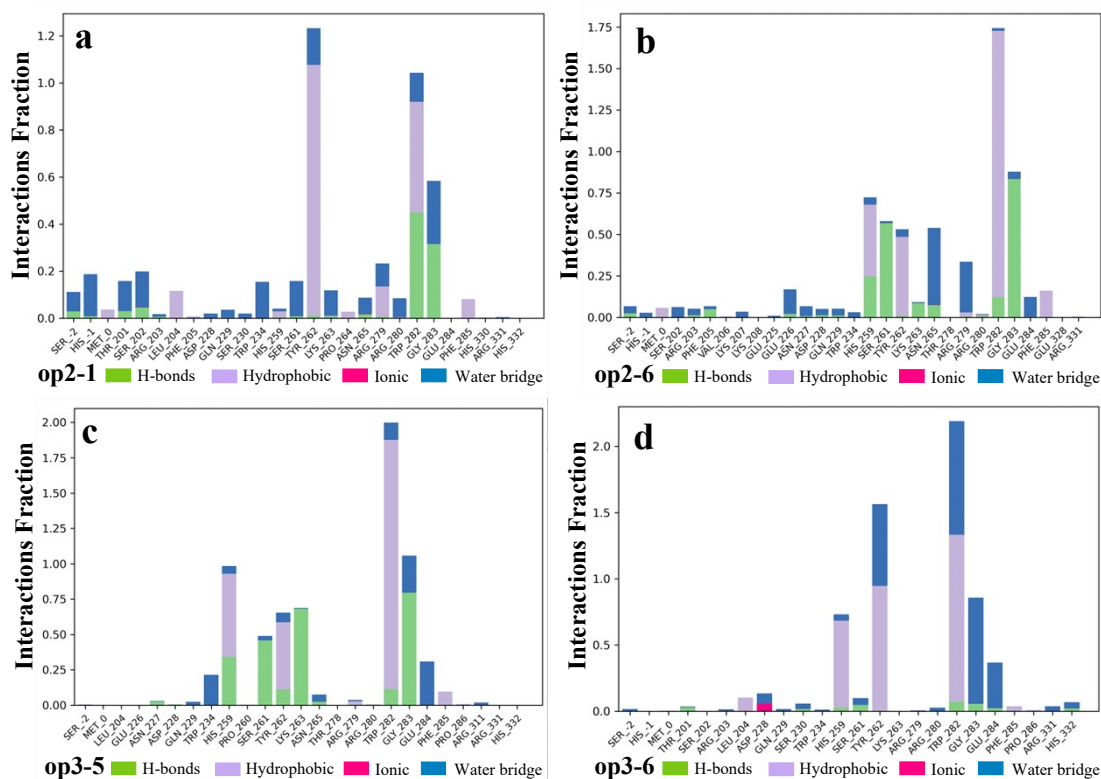 a
Interactions Fraction
1.2
1.0
0.8
0.6
0.4
0.2
0.0
SER_-2
HIS_-1
MET_0
THR_201
SER_202
ARG_203
LEU_204
PHE_205
ASP_228
GLN_229
SER_230
TRP_234
HIS_259
SER_261
TYR_262
LYS_263
PRO_264
ASN_265
ARG_279
ARG_280
TRP_282
GLY_283
GLU_284
PHE_285
HIS_330
ARG_331
HIS_332
op2-1 H-bonds Hydrophobic Ionic Water bridge
b
Interactions Fraction
1.75
1.50
1.25
1.00
0.75
0.50
0.25
0.00
SER_-2
HIS_-1
MET_0
SER_202
ARG_203
PHE_205
VAL_206
LYS_207
LYS_208
GLU_225
GLU_226
ASN_227
ASP_228
GLN_229
TRP_234
HIS_259
SER_261
TYR_262
LYS_263
ASN_265
THR_278
ARG_279
ARG_280
TRP_282
GLY_283
GLU_284
PHE_285
GLU_328
ARG_331
op2-6 H-bonds Hydrophobic Ionic Water bridge
c
Interactions Fraction
2.00
1.75
1.50
1.25
1.00
0.75
0.50
0.25
0.00
SER_-2
MET_0
LEU_204
GLU_226
ASN_227
ASP_228
GLN_229
TRP_234
HIS_259
PRO_260
SER_261
TYR_262
LYS_263
ASN_265
THR_278
ARG_279
ARG_280
TRP_282
GLY_283
GLU_284
PHE_285
PRO_286
ARG_311
ARG_331
HIS_332
op3-5 H-bonds Hydrophobic Ionic Water bridge
d
Interactions Fraction
2.0
1.5
1.0
0.5
0.0
SER_-2
HIS_-1
MET_0
THR_201
SER_202
ARG_203
LEU_204
ASP_228
GLN_229
SER_230
TRP_234
HIS_259
SER_261
TYR_262
LYS_263
ARG_279
ARG_280
TRP_282
GLY_283
GLU_284
PHE_285
PRO_286
ARG_331
HIS_332
op3-6 H-bonds Hydrophobic Ionic Water bridge